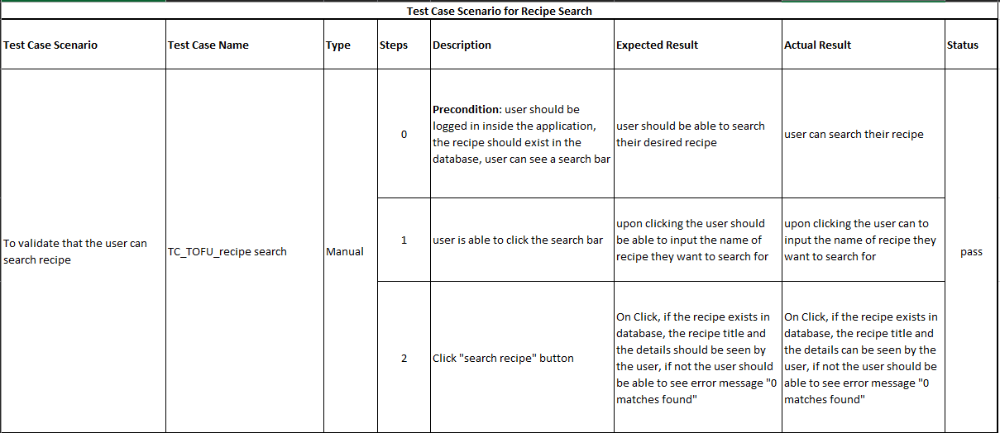 Test Case Scenario for Recipe Search
Test Case Scenario
Test Case Name
Type
Steps
Description
Expected Result
Actual Result
Status
To validate that the user can
search recipe
TC_TOFU_recipe search
Manual
0
Precondition: user should be
logged in inside the application,
the recipe should exist in the
database, user can see a search bar
user should be able to search
their desired recipe
user can search their recipe
1
user is able to click the search bar
upon clicking the user should
be able to input the name of
recipe they want to search for
upon clicking the user can to
input the name of recipe they
want to search for
2
Click "search recipe" button
On Click, if the recipe exists in
database, the recipe title and
the details should be seen by
the user, if not the user should
be able to see error message "0
matches found"
On Click, if the recipe exists in
database, the recipe title and
the details can be seen by the
user, if not the user should be
able to see error message "0
matches found"
pass